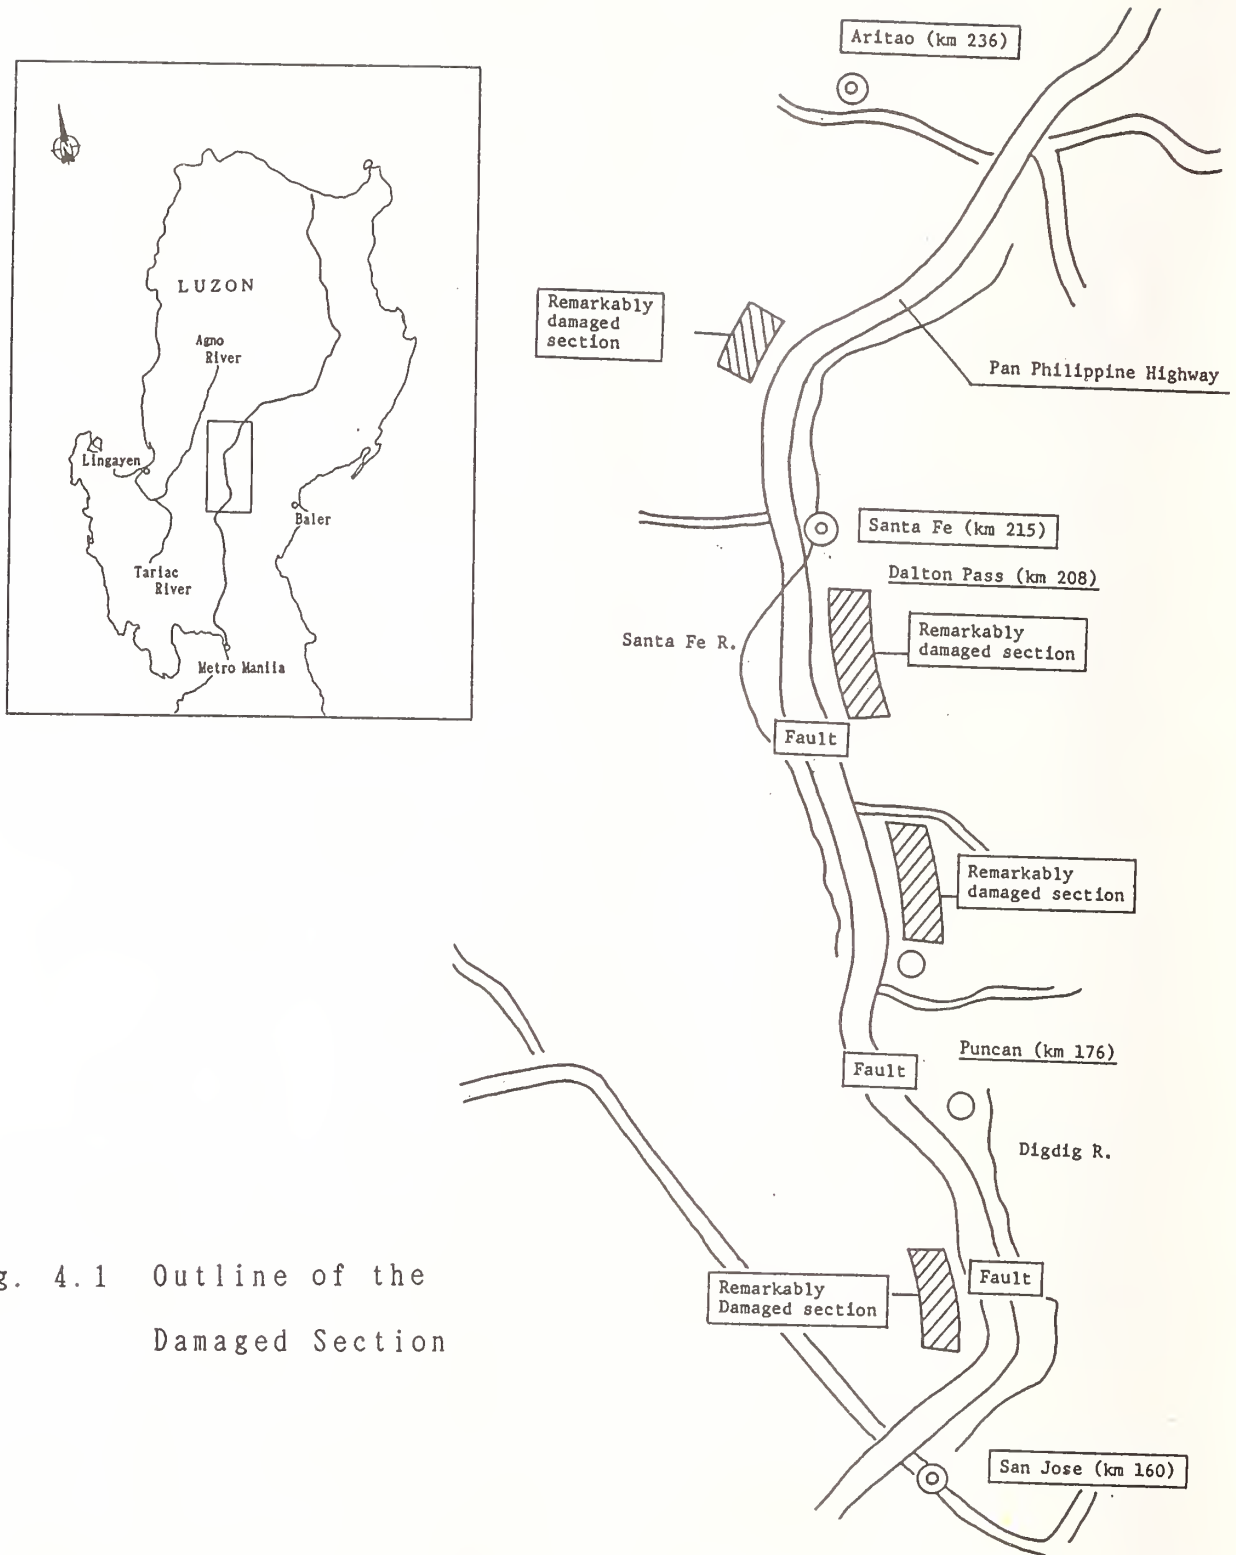 Aritao (km 236)
N
LUZON
Agno
River
Lingayen
Baler
Tarlac
River
Metro Manila
Remarkably
damaged
section
Pan Philippine Highway
Santa Fe (km 215)
Dalton Pass (km 208)
Santa Fe R.
Remarkably
damaged section
Fault
Remarkably
damaged section
Puncan (km 176)
Fault
Digdig R.
Fault
Remarkably
Damaged section
San Jose (km 160)
g. 4.1 Outline of the
Damaged Section